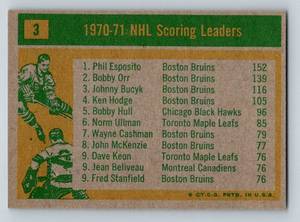 3
1970-71 NHL Scoring Leaders
1. Phil Esposito Boston Bruins 152
2. Bobby Orr Boston Bruins 139
3. Johnny Bucyk Boston Bruins 116
4. Ken Hodge Boston Bruins 105
5. Bobby Hull Chicago Black Hawks 96
6. Norm Ullman Toronto Maple Leafs 85
7. Wayne Cashman Boston Bruins 79
8. John McKenzie Boston Bruins 77
9. Dave Keon Toronto Maple Leafs 76
9. Jean Beliveau Montreal Canadiens 76
9. Fred Stanfield Boston Bruins 76
© C.G. PRTD. IN U.S.A.